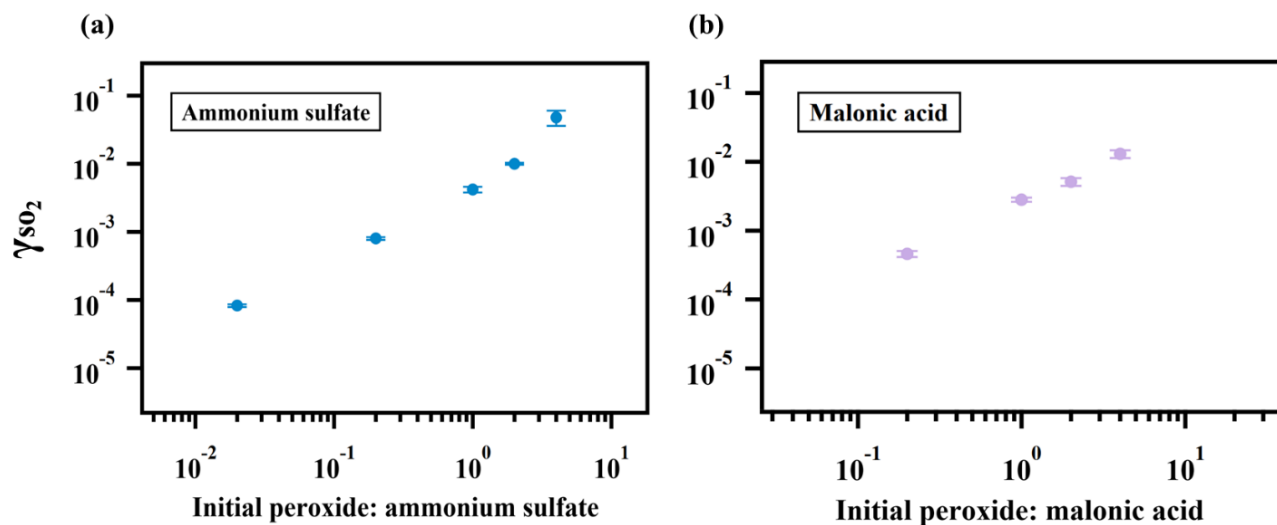 (a)
(b)
Ammonium sulfate
Malonic acid
γSO₂
10⁻¹
10⁻²
10⁻³
10⁻⁴
10⁻⁵
10⁻² 10⁻¹ 10⁰ 10¹
Initial peroxide: ammonium sulfate
10⁻¹
10⁻²
10⁻³
10⁻⁴
10⁻⁵
10⁻¹ 10⁰ 10¹
Initial peroxide: malonic acid